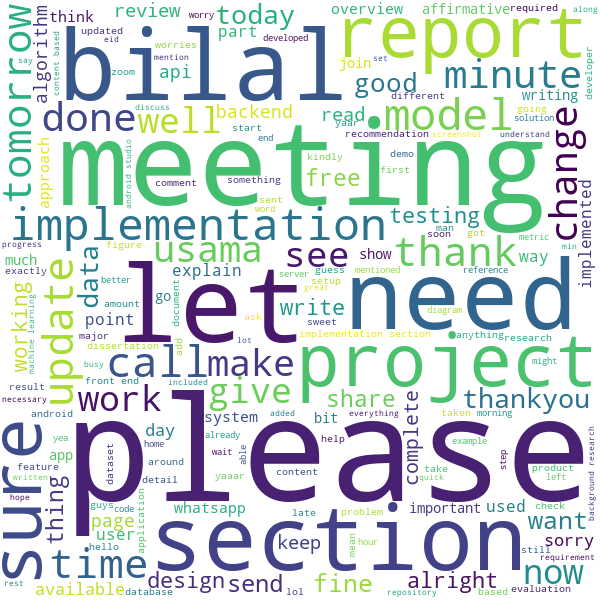 tomorrow
algorithm
think
updated
eid
worry
say
content based
worries
mention
developed
review
today
part
overview
affirmative
required
along
set
different
discuss
zoom
api
bilal
report
join
minute
going
writing
solution
developer
good
done
well
backend
read
model
recommendation
screenshot
understand
approach
android studio
start
end
yaar
demo
comment
something
kindly
first
sent
word
free
meeting
testing
man
got
soon
metric
min
change
implemented
implementation
usama
see
show
thank
way
progress
exactly
much
figure
better
server
guess
mentioned
reference
setup
great
update
data
explain
need
working
machine learning
amount
go
document
write
diagram
point
major
dissertation
add
ask
sweet
implementation section
anything
research
let
project
busy
lot
might
result
necessary
front end
included
call
make
work
give
share
thankyou
android
system
added
everything
bit
taken
morning
sure
please
complete
feature
written
app
yea
day
already
home
able
wait
help
example
step
product
left
background research
thing
hope
dataset
around
yaaar
content
take
quick
detail
important
used
want
check
guys
code
page
user
application
whatsapp
late
problem
mean
hour
keep
section
still
requirement
now
sorry
hello
time
rest
available
database
design
send
lol
fine
repository
alright
based
evaluation